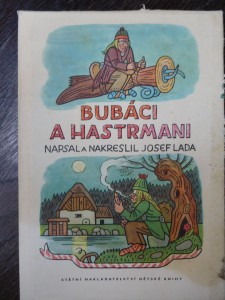 BUBÁCI
A HASTRMANI
NAPSAL A NAKRESLIL JOSEF LADA
STÁTNÍ NAKLADATELSTVÍ DĚTSKÉ KNIHY